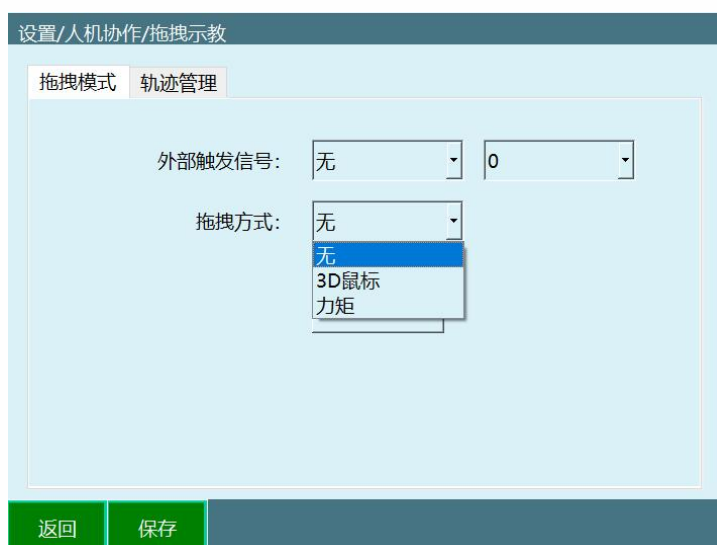 设置/人机协作/拖拽示教
拖拽模式 轨迹管理
外部触发信号: 无 0
拖拽方式: 无
无
3D鼠标
力矩
返回 保存